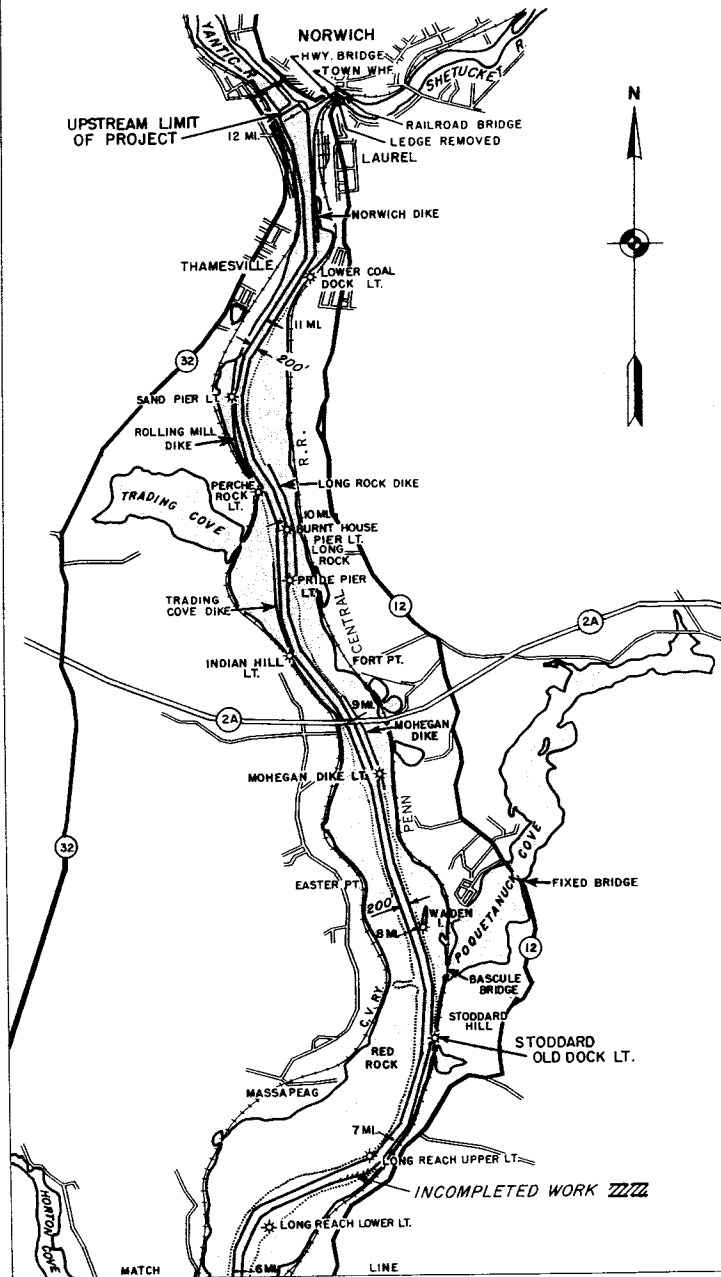 NORWICH
HWY. BRIDGE
TOWN WHF.
YANTIC R.
SHETUCKET R.
N
UPSTREAM LIMIT
OF PROJECT
12 MI.
RAILROAD BRIDGE
LEDGE REMOVED
LAUREL
NORWICH DIKE
THAMESVILLE
LOWER COAL
DOCK LT.
11 MI.
200'
32
SAND PIER LT.
ROLLING MILL
DIKE
R.R.
LONG ROCK DIKE
PERCHE
ROCK
LT.
TRADING COVE
10 MI.
BURNT HOUSE
PIER LT.
LONG
ROCK
PRIDE PIER
LT.
TRADING
COVE DIKE
CENTRAL
12
2A
INDIAN HILL
LT.
FORT PT.
9 MI.
2A
MOHEGAN
DIKE
MOHEGAN DIKE LT.
PENN
32
EASTER PT.
POQUETANUCK COVE
FIXED BRIDGE
200'
WADEN
I.
8 MI.
12
BASCULE
BRIDGE
C.V. RY.
STODDARD
HILL
STODDARD
OLD DOCK LT.
RED
ROCK
MASSAPEAG
7 MI.
LONG REACH UPPER LT.
INCOMPLETED WORK
HORTON COVE
LONG REACH LOWER LT.
6 MI.
MATCH LINE